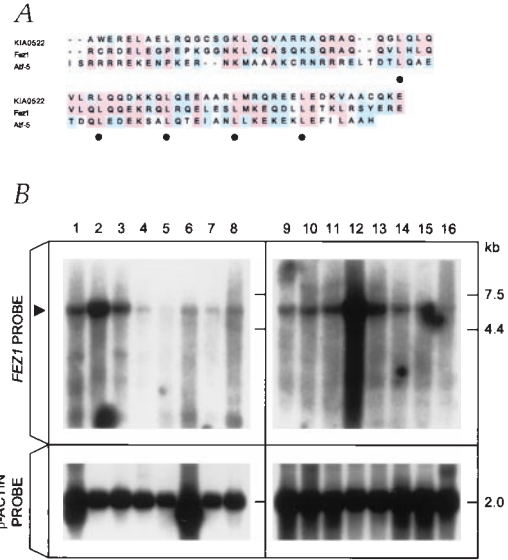 A
KIA0522 - - A W E R E L A E L R Q G C S G K L Q Q V A R R A Q R A Q - - Q G L Q L Q
Fez1 - - R C R D E L E G P E P K G G N K L K Q A S Q K S Q R A Q - - Q V L H L Q
Atf-5 I S R R R R E K E N P K E R - - N K M A A A K C R N R R R E L T D T L Q A E
KIA0522 V L R L Q Q D K K Q L Q E E A A R L M R Q R E E L E D K V A A C Q K E
Fez1 V L Q L Q Q E K R Q L R Q E L E S L M K E Q D L L E T K L R S Y E R E
Atf-5 T D Q L E D E K S A L Q T E I A N L L K E K E K L E F I L A A H
B
1 2 3 4 5 6 7 8 9 10 11 12 13 14 15 16
kb
FEZ1 PROBE
7.5
4.4
β-ACTIN PROBE
2.0